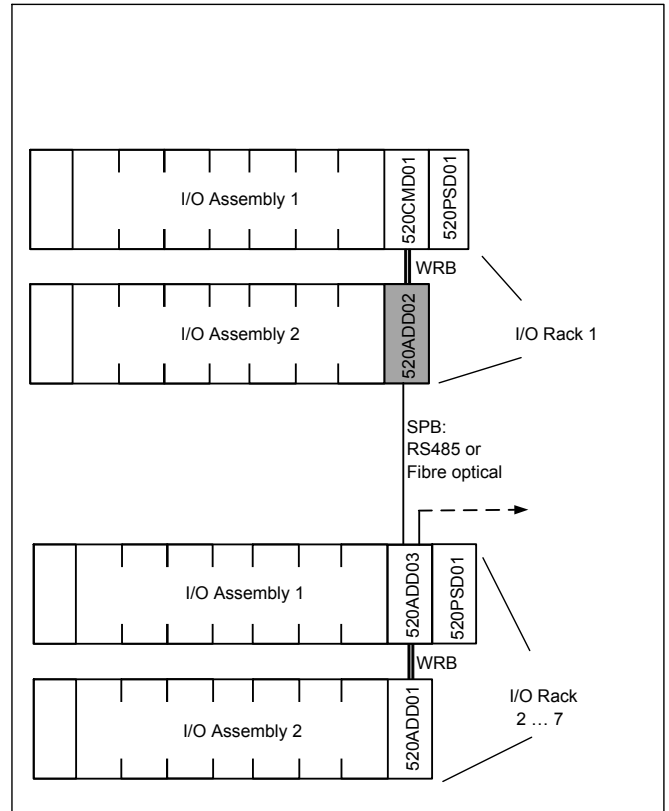 I/O Assembly 1
520CMD01
520PSD01
WRB
I/O Assembly 2
520ADD02
I/O Rack 1
SPB:
RS485 or
Fibre optical
I/O Assembly 1
520ADD03
520PSD01
WRB
I/O Assembly 2
520ADD01
I/O Rack
2 … 7